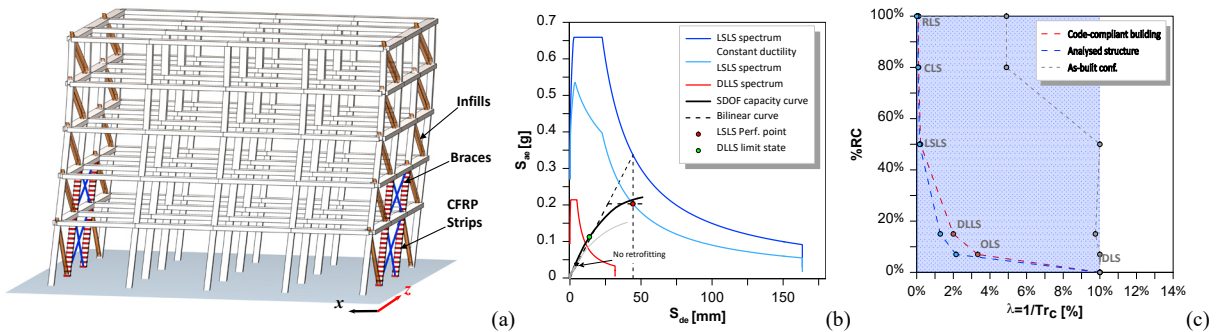 Infills
Braces
CFRP
Strips
x
z
(a)
0.7
0.6
0.5
0.4
0.3
0.2
0.1
0
Sae [g]
LSLS spectrum
Constant ductility
LSLS spectrum
DLLS spectrum
SDOF capacity curve
Bilinear curve
LSLS Perf. point
DLLS limit state
No retrofitting
0 50 100 150
Sde [mm]
(b)
100%
80%
60%
40%
20%
0%
%RC
RLS
CLS
LSLS
DLLS
OLS
DLS
Code-compliant building
Analysed structure
As-built conf.
0% 2% 4% 6% 8% 10% 12% 14%
λ=1/TrC [%]
(c)